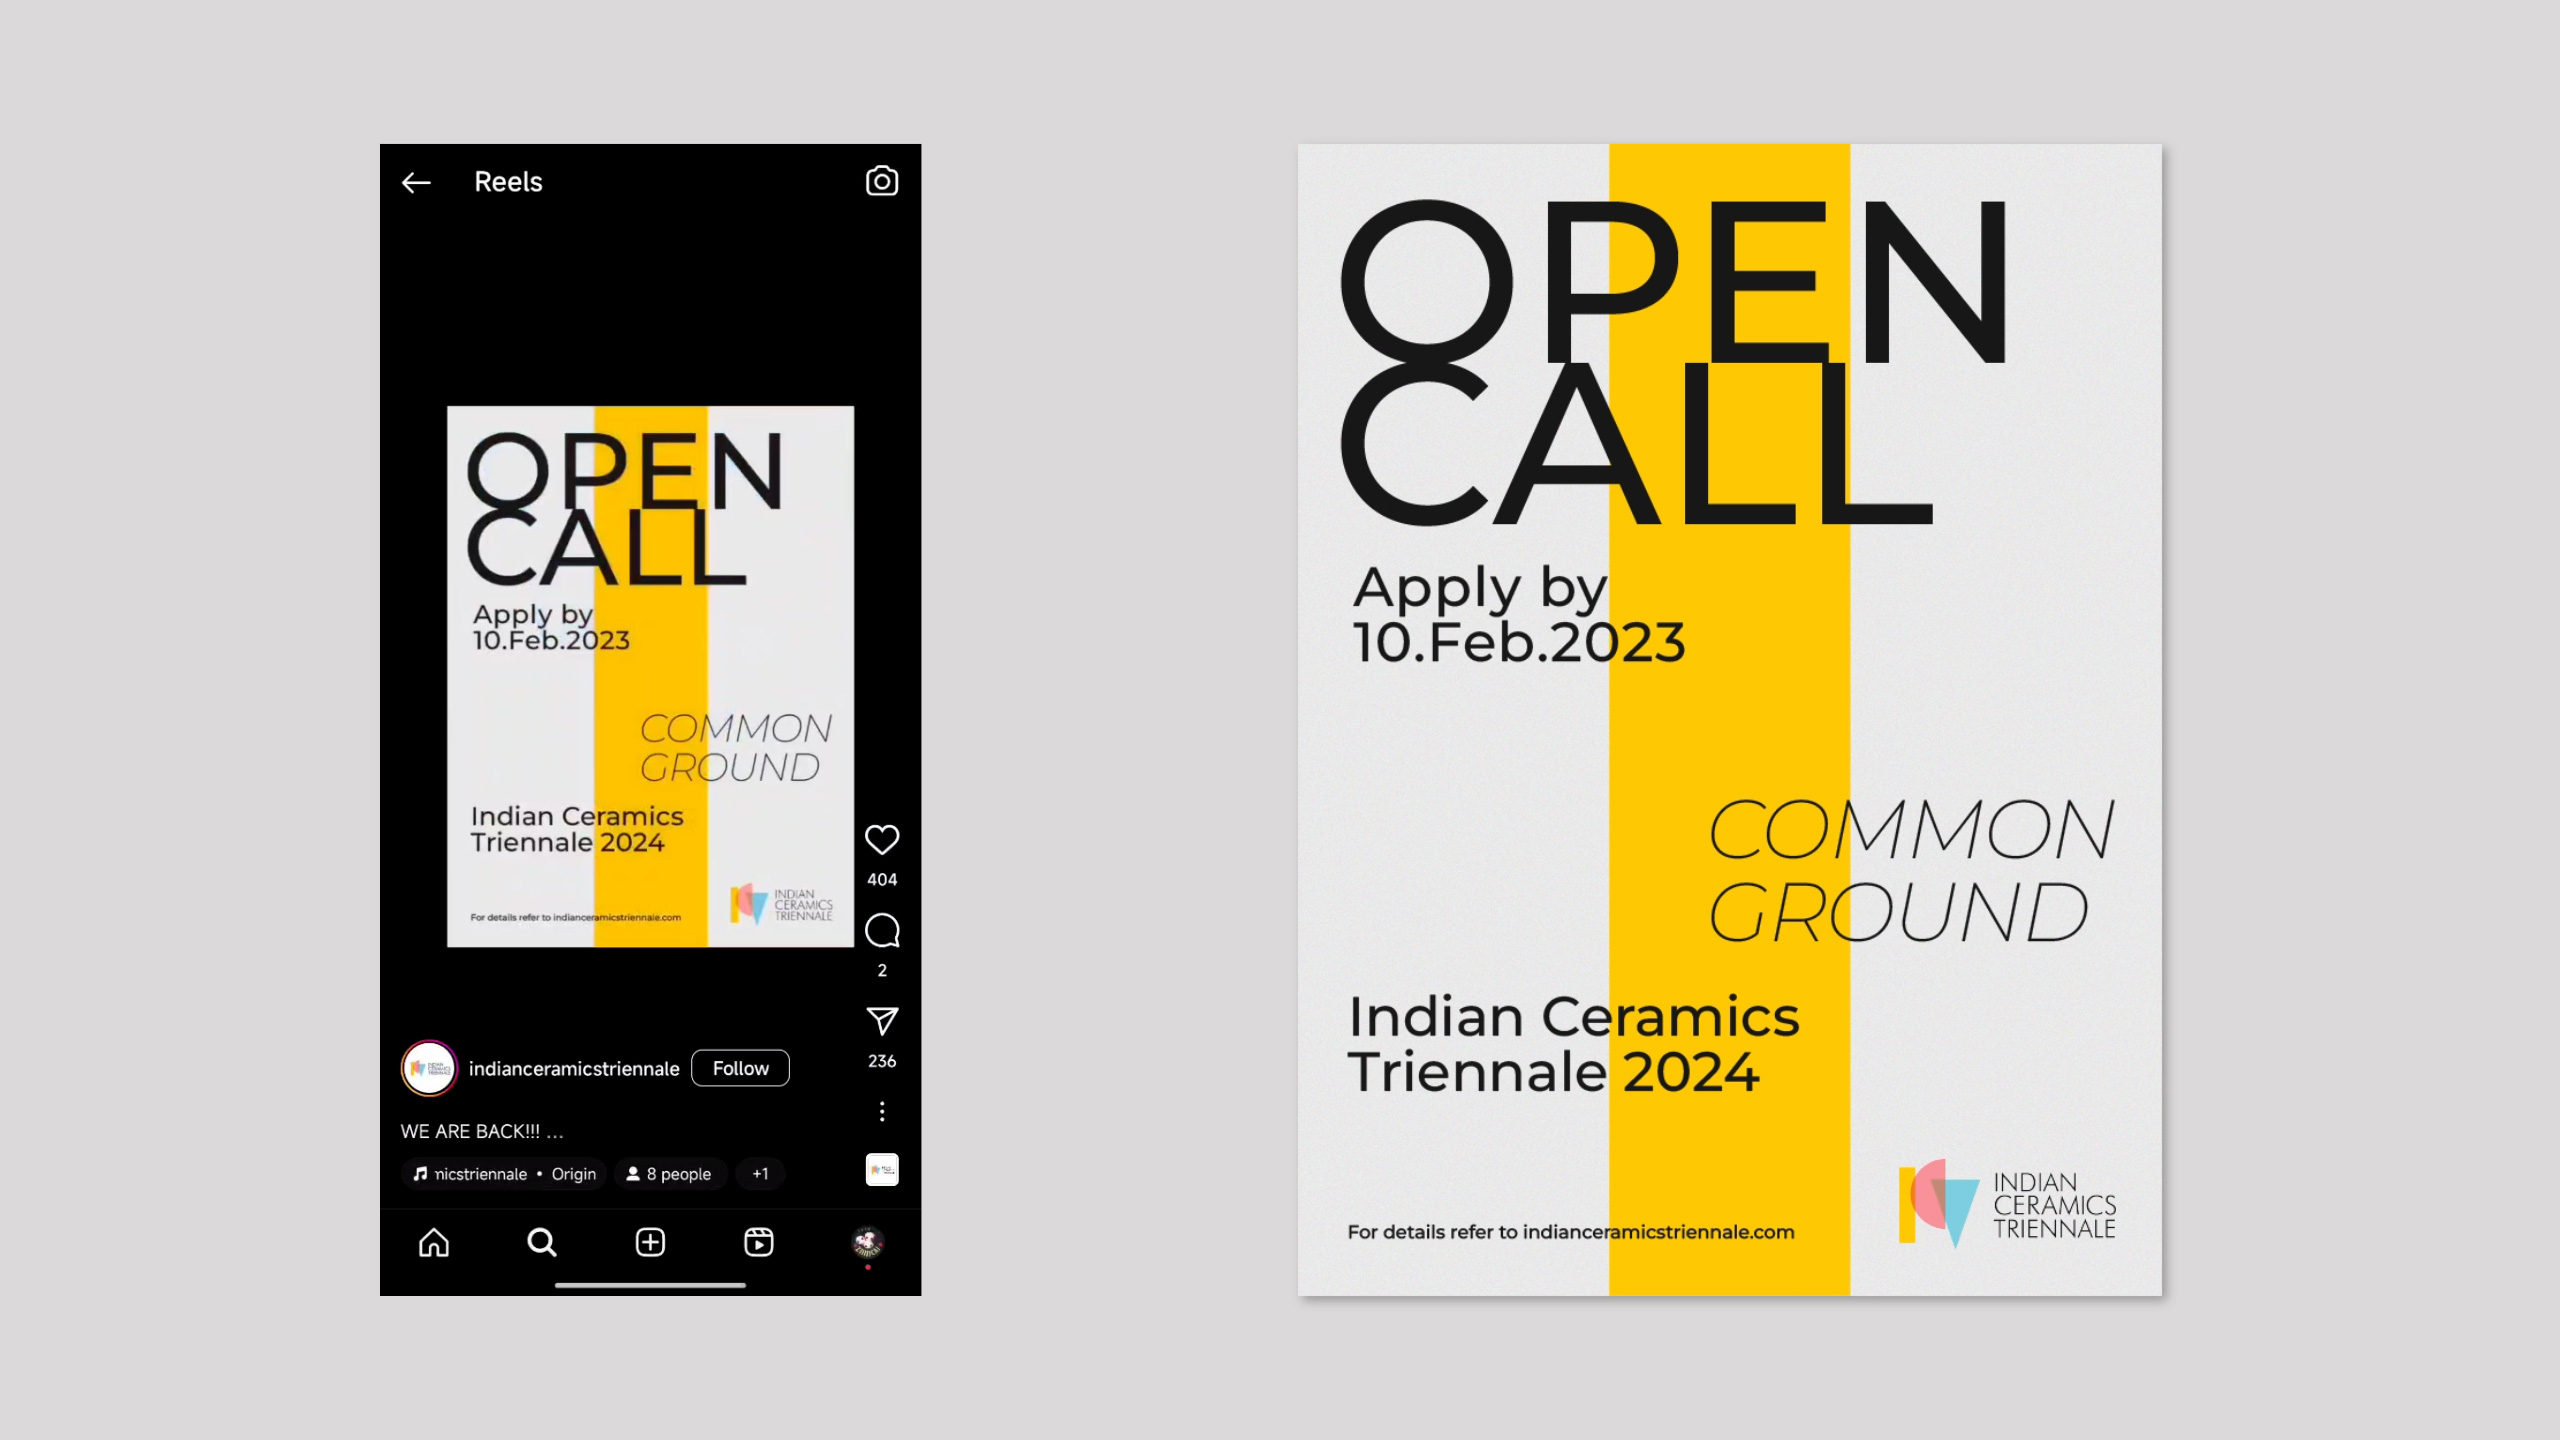 Reels
OPEN
CALL
Apply by
10.Feb.2023
COMMON
GROUND
Indian Ceramics
Triennale 2024
For details refer to indianceramicstriennale.com
INDIAN
CERAMICS
TRIENNALE
404
2
236
indianceramicstriennale
Follow
WE ARE BACK!!! ...
nicstriennale • Origin
8 people
+1
OPEN
CALL
Apply by
10.Feb.2023
COMMON
GROUND
Indian Ceramics
Triennale 2024
For details refer to indianceramicstriennale.com
INDIAN
CERAMICS
TRIENNALE